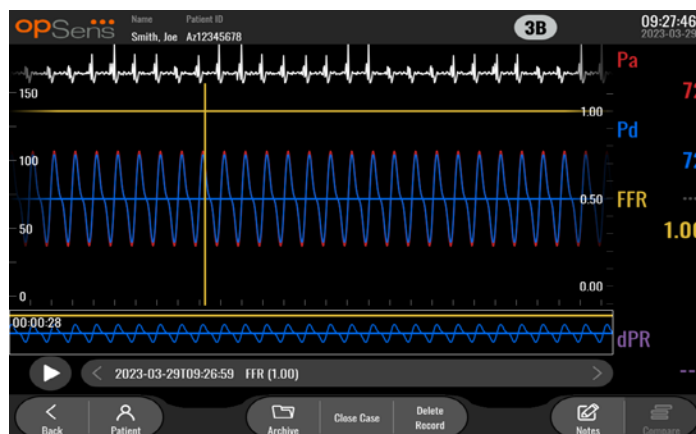 opSens
Name
Patient ID
Smith, Joe
Az12345678
3B
09:27:46
2023-03-29
Pa
Pd
FFR
1.00
dPR
150
100
50
0
1.00
0.50
0.00
00:00:28
2023-03-29T09:26:59 FFR (1.00)
Back
Patient
Archive
Close Case
Delete
Record
Notes
Compare